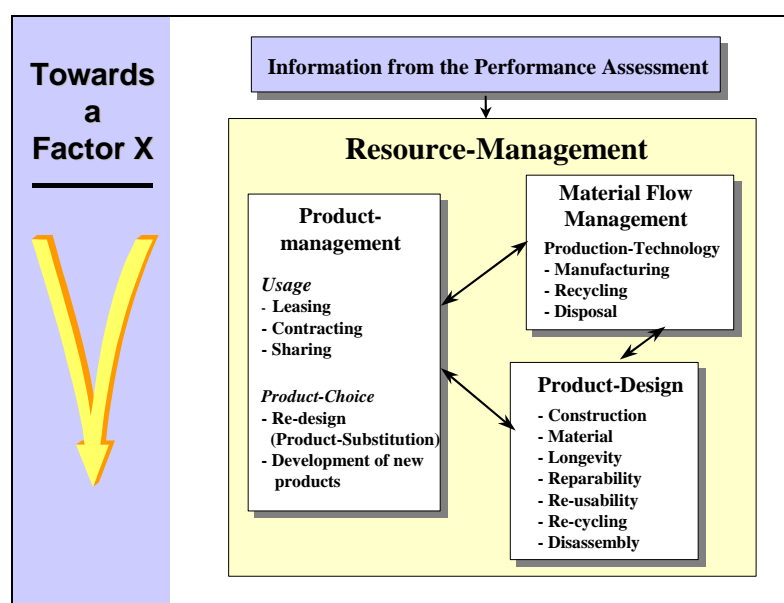 Towards
a
Factor X
Information from the Performance Assessment
Resource-Management
Product-
management
Usage
- Leasing
- Contracting
- Sharing
Product-Choice
- Re-design
(Product-Substitution)
- Development of new
products
Material Flow
Management
Production-Technology
- Manufacturing
- Recycling
- Disposal
Product-Design
- Construction
- Material
- Longevity
- Reparability
- Re-usability
- Re-cycling
- Disassembly